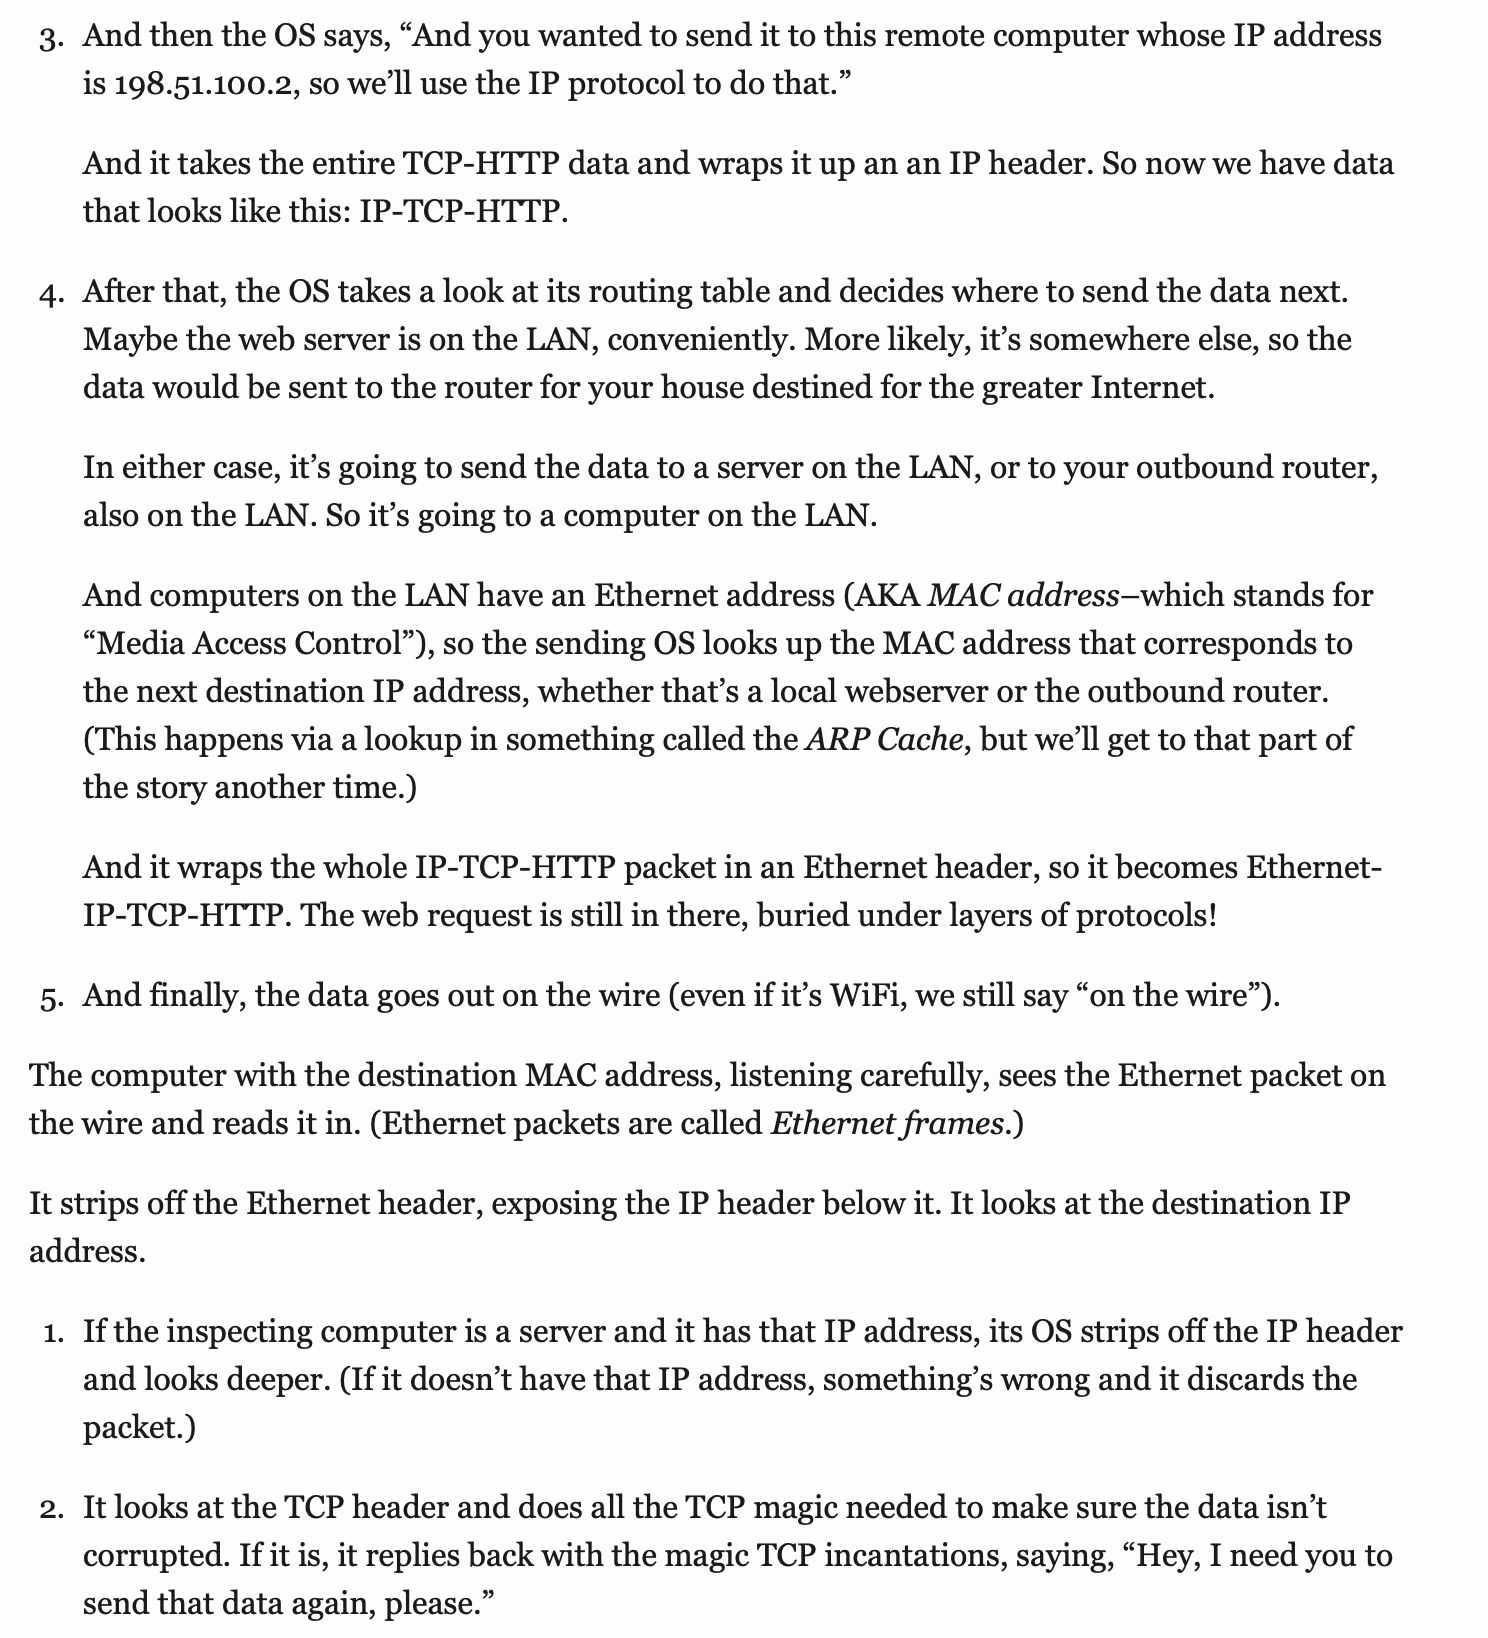 3. And then the OS says, “And you wanted to send it to this remote computer whose IP address
is 198.51.100.2, so we’ll use the IP protocol to do that.”
And it takes the entire TCP-HTTP data and wraps it up an an IP header. So now we have data
that looks like this: IP-TCP-HTTP.
4. After that, the OS takes a look at its routing table and decides where to send the data next.
Maybe the web server is on the LAN, conveniently. More likely, it’s somewhere else, so the
data would be sent to the router for your house destined for the greater Internet.
In either case, it’s going to send the data to a server on the LAN, or to your outbound router,
also on the LAN. So it’s going to a computer on the LAN.
And computers on the LAN have an Ethernet address (AKA MAC address–which stands for
“Media Access Control”), so the sending OS looks up the MAC address that corresponds to
the next destination IP address, whether that’s a local webserver or the outbound router.
(This happens via a lookup in something called the ARP Cache, but we’ll get to that part of
the story another time.)
And it wraps the whole IP-TCP-HTTP packet in an Ethernet header, so it becomes Ethernet-
IP-TCP-HTTP. The web request is still in there, buried under layers of protocols!
5. And finally, the data goes out on the wire (even if it’s WiFi, we still say “on the wire”).
The computer with the destination MAC address, listening carefully, sees the Ethernet packet on
the wire and reads it in. (Ethernet packets are called Ethernet frames.)
It strips off the Ethernet header, exposing the IP header below it. It looks at the destination IP
address.
1. If the inspecting computer is a server and it has that IP address, its OS strips off the IP header
and looks deeper. (If it doesn’t have that IP address, something’s wrong and it discards the
packet.)
2. It looks at the TCP header and does all the TCP magic needed to make sure the data isn’t
corrupted. If it is, it replies back with the magic TCP incantations, saying, “Hey, I need you to
send that data again, please.”